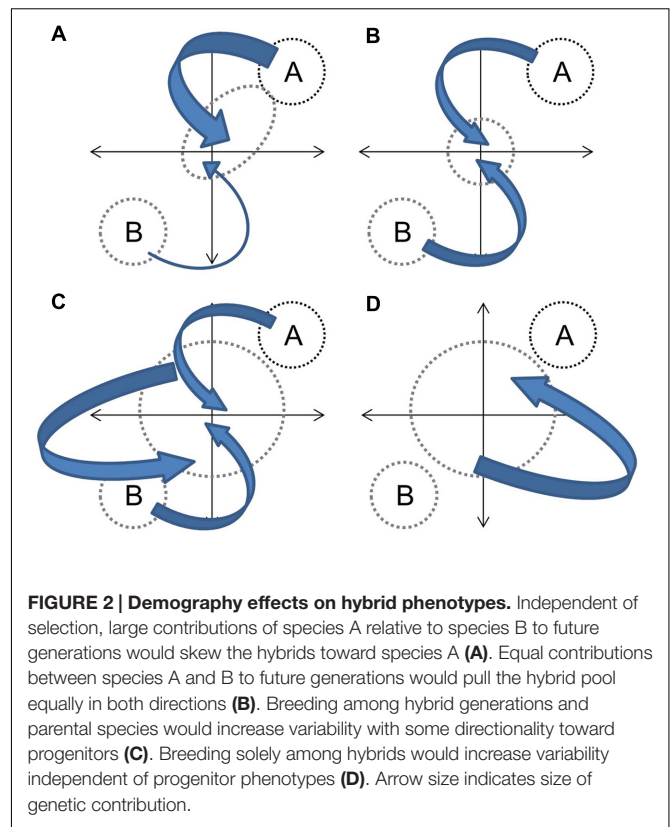 A
A
B
B
A
B
C
A
B
D
A
B
FIGURE 2 | Demography effects on hybrid phenotypes. Independent of
selection, large contributions of species A relative to species B to future
generations would skew the hybrids toward species A (A). Equal contributions
between species A and B to future generations would pull the hybrid pool
equally in both directions (B). Breeding among hybrid generations and
parental species would increase variability with some directionality toward
progenitors (C). Breeding solely among hybrids would increase variability
independent of progenitor phenotypes (D). Arrow size indicates size of
genetic contribution.